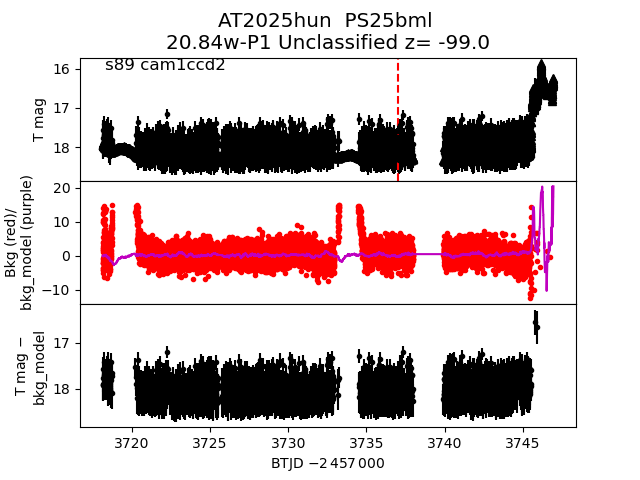 AT2025hun  PS25bml
20.84w-P1 Unclassified z= -99.0
s89 cam1ccd2
T mag
16
17
18
Bkg (red)/
bkg_model (purple)
20
10
0
−10
T mag −
bkg_model
17
18
3720 3725 3730 3735 3740 3745
BTJD −2 457 000